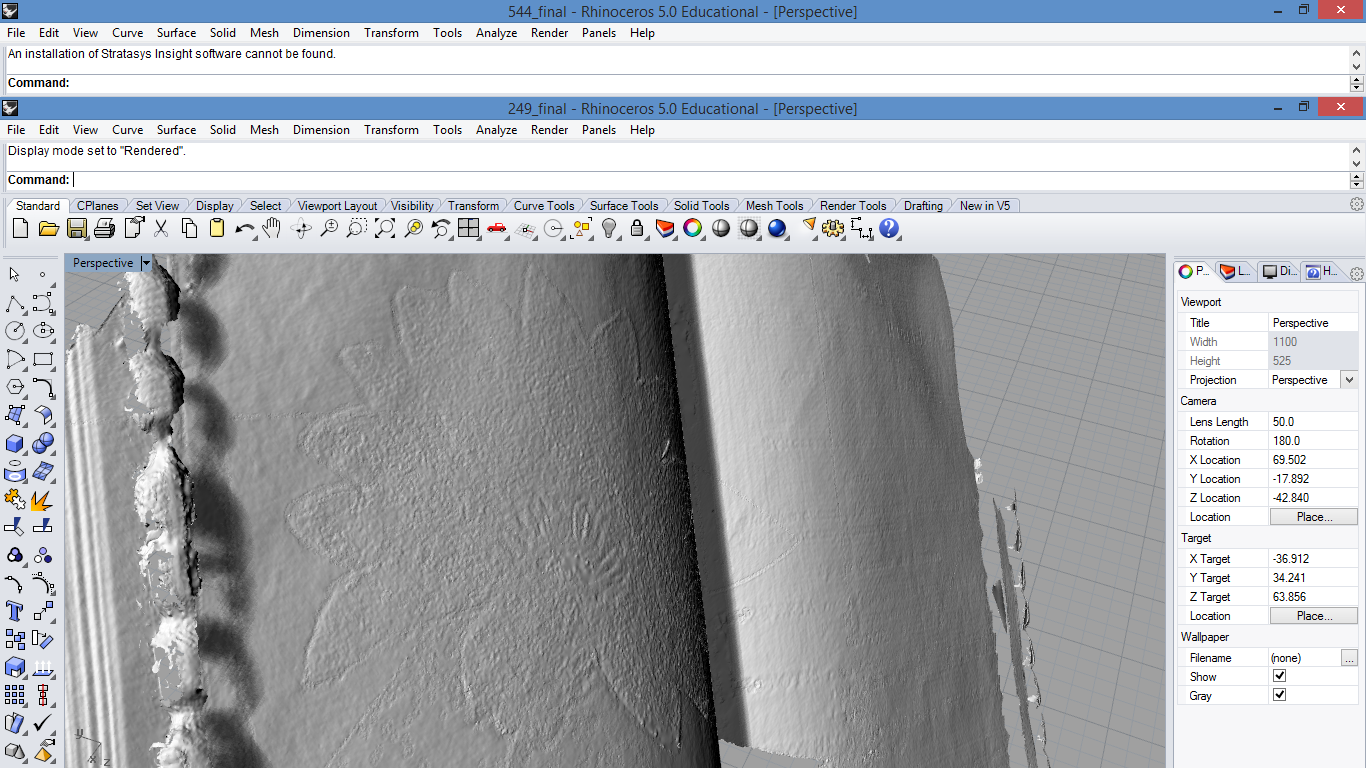 544_final - Rhinoceros 5.0 Educational - [Perspective]
File Edit View Curve Surface Solid Mesh Dimension Transform Tools Analyze Render Panels Help
An installation of Stratasys Insight software cannot be found.
Command:
249_final - Rhinoceros 5.0 Educational - [Perspective]
File Edit View Curve Surface Solid Mesh Dimension Transform Tools Analyze Render Panels Help
Display mode set to "Rendered".
Command:
Standard CPlanes Set View Display Select Viewport Layout Visibility Transform Curve Tools Surface Tools Solid Tools Mesh Tools Render Tools Drafting New in V5
Perspective
P... L... Di... H...
Viewport
Title Perspective
Width 1100
Height 525
Projection Perspective
Camera
Lens Length 50.0
Rotation 180.0
X Location 69.502
Y Location -17.892
Z Location -42.840
Location Place...
Target
X Target -36.912
Y Target 34.241
Z Target 63.856
Location Place...
Wallpaper
Filename (none) ...
Show
Gray
y
x z